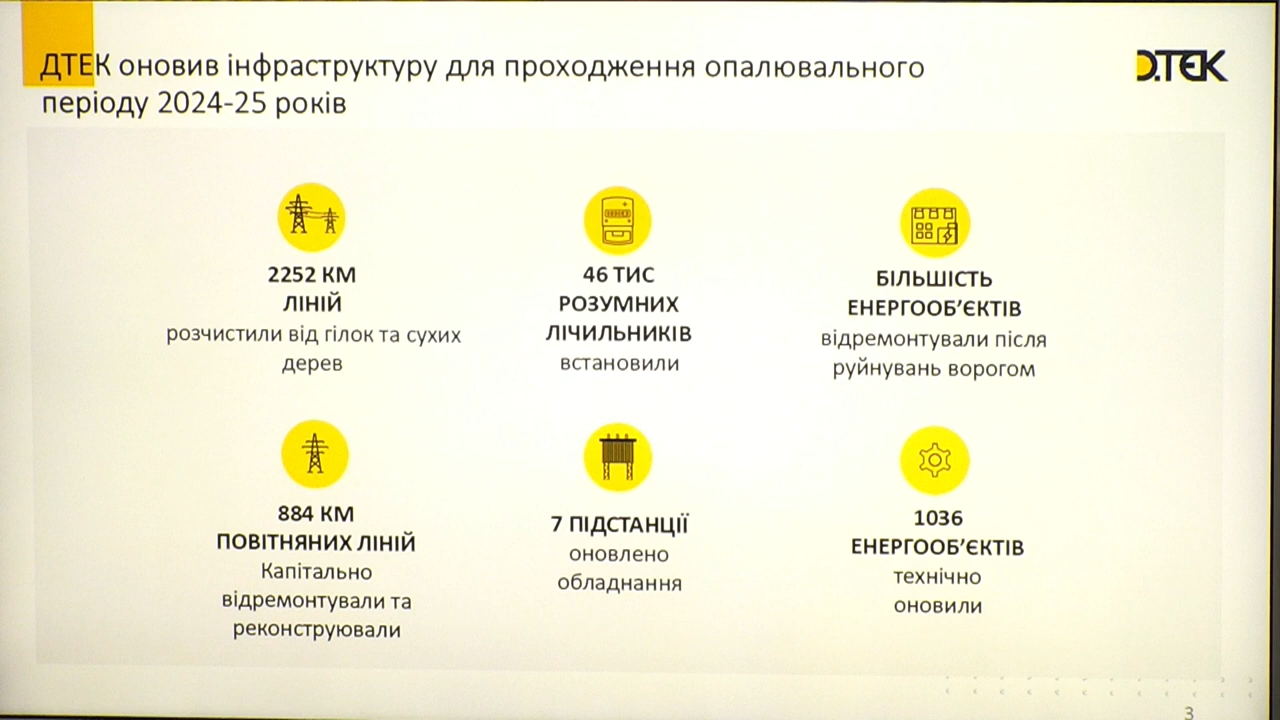 ДТЕК оновив інфраструктуру для проходження опалювального
періоду 2024-25 років
D.ТЕК
2252 КМ
ЛІНІЙ
розчистили від гілок та сухих
дерев
46 ТИС
РОЗУМНИХ
ЛІЧИЛЬНИКІВ
встановили
БІЛЬШІСТЬ
ЕНЕРГООБ’ЄКТІВ
відремонтували після
руйнувань ворогом
884 КМ
ПОВІТНЯНИХ ЛІНІЙ
Капітально
відремонтували та
реконструювали
7 ПІДСТАНЦІЇ
оновлено
обладнання
1036
ЕНЕРГООБ’ЄКТІВ
технічно
оновили
3